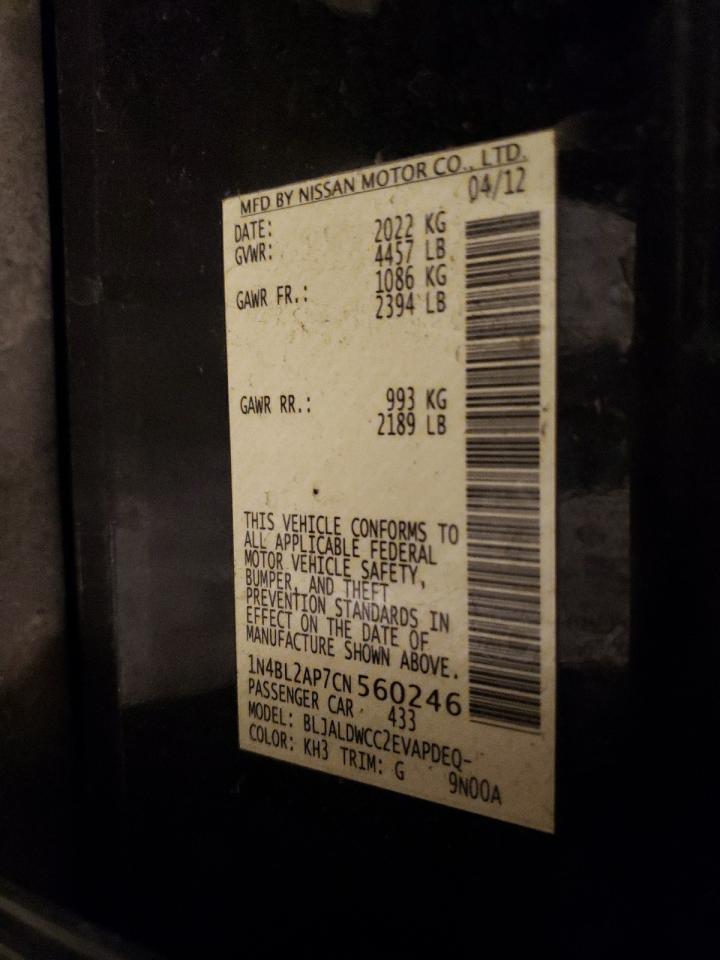 MFD BY NISSAN MOTOR CO., LTD.
DATE: 04/12
GVWR: 2022 KG
4457 LB
GAWR FR.: 1086 KG
2394 LB
GAWR RR.: 993 KG
2189 LB
THIS VEHICLE CONFORMS TO
ALL APPLICABLE FEDERAL
MOTOR VEHICLE SAFETY,
BUMPER, AND THEFT
PREVENTION STANDARDS IN
EFFECT ON THE DATE OF
MANUFACTURE SHOWN ABOVE.
1N4BL2AP7CN560246
PASSENGER CAR 433
MODEL: BLJALDWCC2EVAPDEQ-
COLOR: KH3 TRIM: G 9N00A